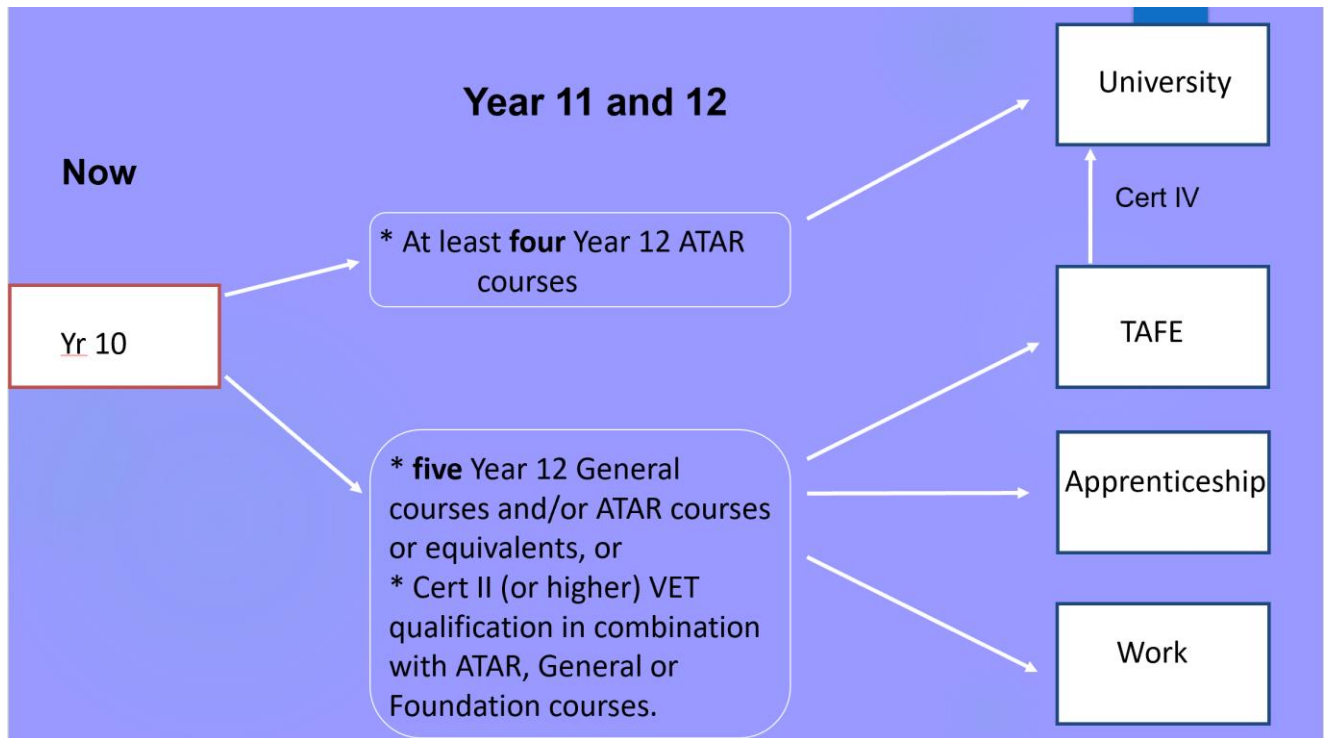 Year 11 and 12
Now
Yr 10
* At least four Year 12 ATAR
courses
* five Year 12 General
courses and/or ATAR courses
or equivalents, or
* Cert II (or higher) VET
qualification in combination
with ATAR, General or
Foundation courses.
University
Cert IV
TAFE
Apprenticeship
Work